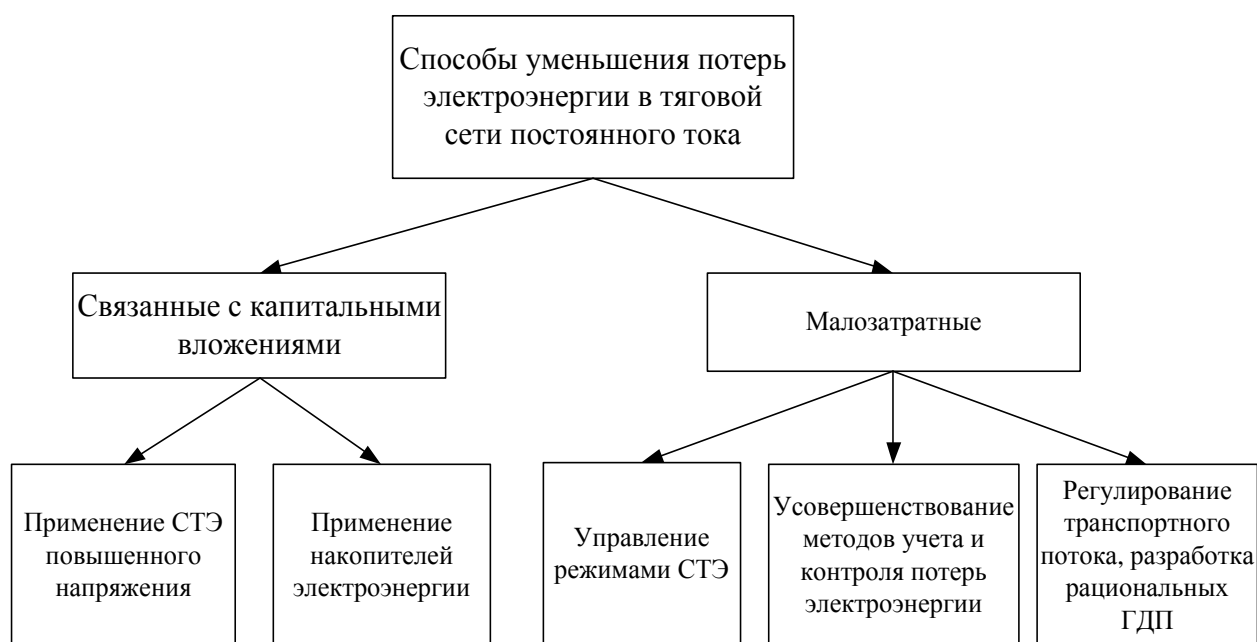 Способы уменьшения потерь
электроэнергии в тяговой
сети постоянного тока
Связанные с капитальными
вложениями
Малозатратные
Применение СТЭ
повышенного
напряжения
Применение
накопителей
электроэнергии
Управление
режимами СТЭ
Усовершенствование
методов учета и
контроля потерь
электроэнергии
Регулирование
транспортного
потока, разработка
рациональных
ГДП